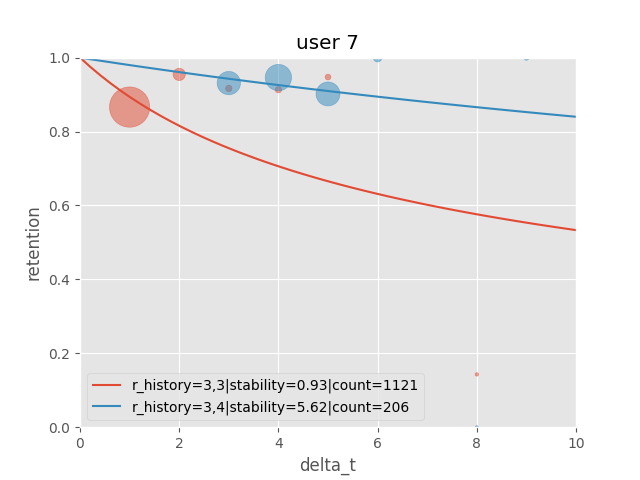 user 7
retention
1.0
0.8
0.6
0.4
0.2
0.0
r_history=3,3|stability=0.93|count=1121
r_history=3,4|stability=5.62|count=206
0 2 4 6 8 10
delta_t